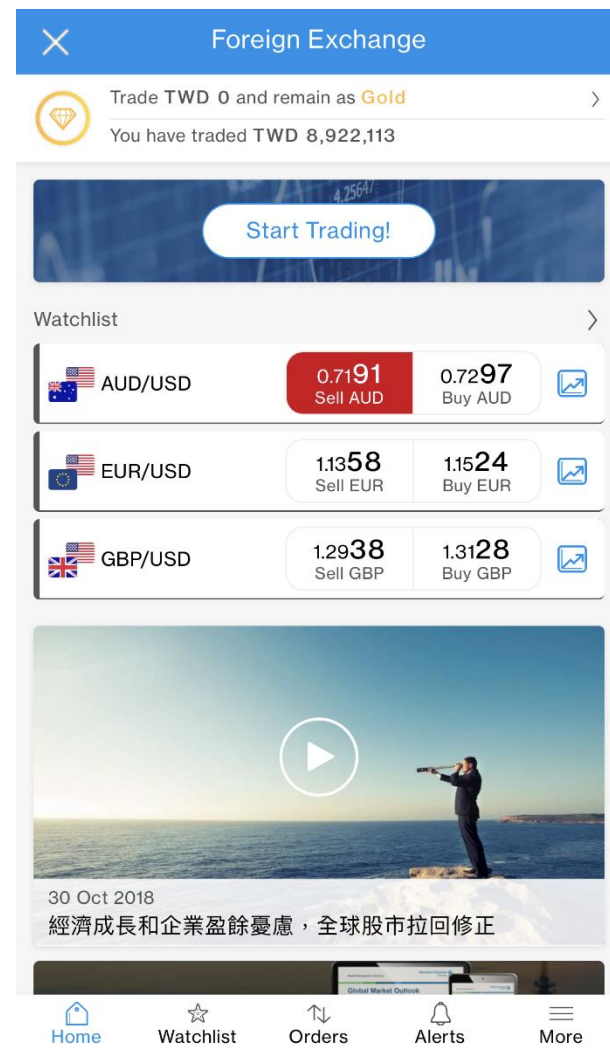 Foreign Exchange
Trade TWD 0 and remain as Gold
You have traded TWD 8,922,113
4.25647
Start Trading!
Watchlist
AUD/USD
0.7191
Sell AUD
0.7297
Buy AUD
EUR/USD
1.1358
Sell EUR
1.1524
Buy EUR
GBP/USD
1.2938
Sell GBP
1.3128
Buy GBP
30 Oct 2018
經濟成長和企業盈餘憂慮，全球股市拉回修正
Global Market Outlook
Home
Watchlist
Orders
Alerts
More